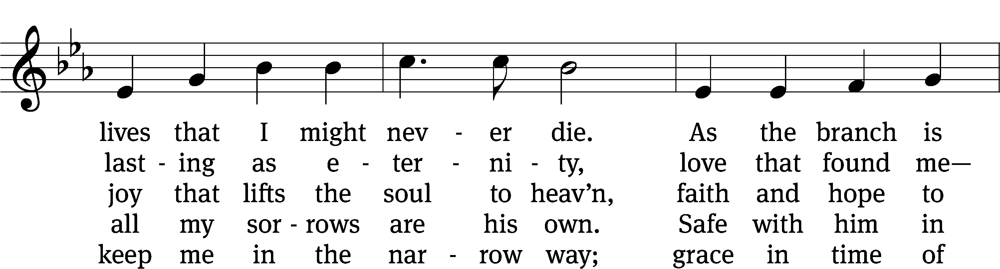 lives that I might nev - er die. As the branch is
last - ing as e - ter - ni - ty, love that found me—
joy that lifts the soul to heav’n, faith and hope to
all my sor - rows are his own. Safe with him in
keep me in the nar - row way; grace in time of